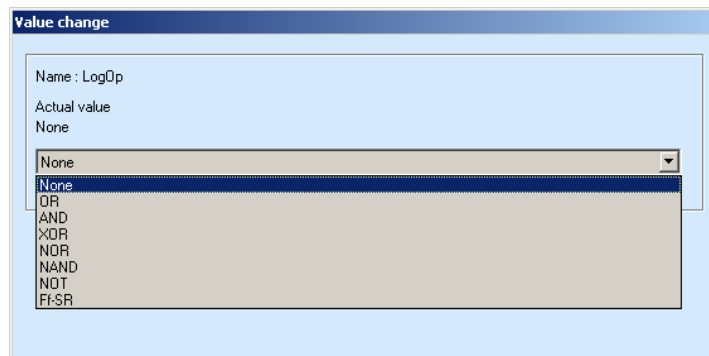 Value change
Name : LogOp
Actual value
None
None
None
OR
AND
XOR
NOR
NAND
NOT
Ff-SR